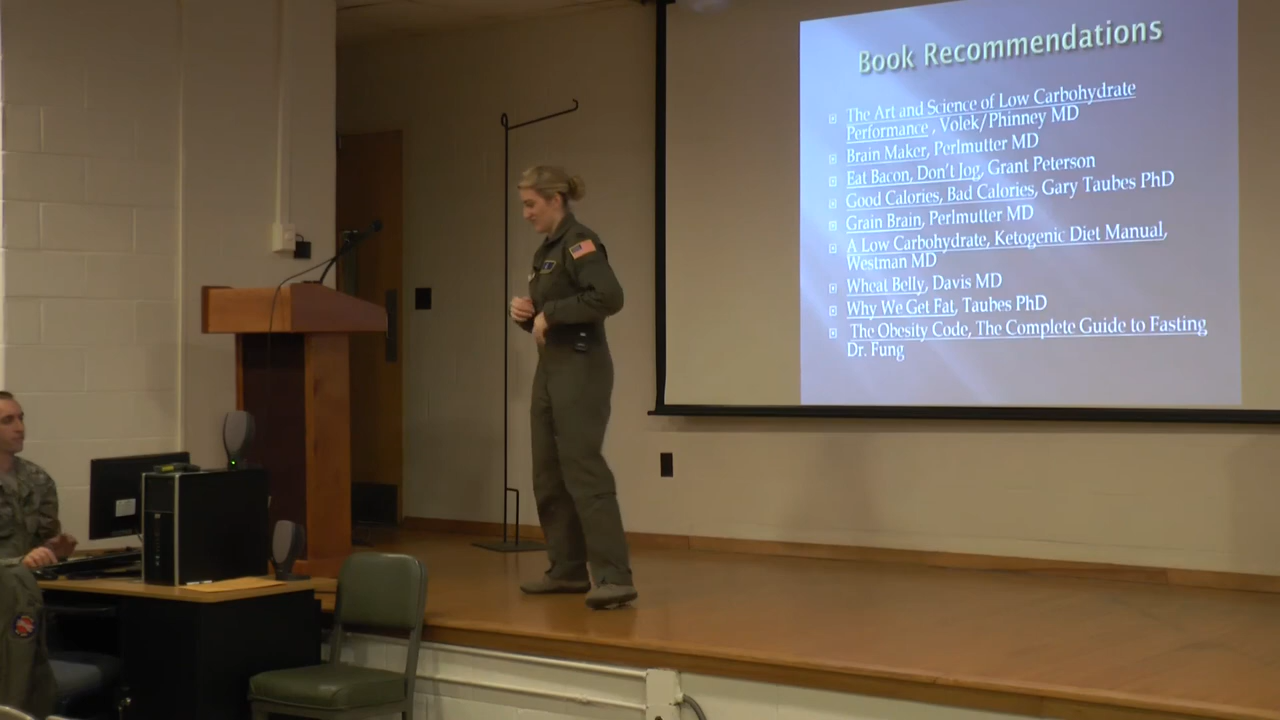 Book Recommendations
The Art and Science of Low Carbohydrate
Performance , Volek/Phinney MD
Brain Maker, Perlmutter MD
Eat Bacon, Don't Jog, Grant Peterson
Good Calories, Bad Calories, Gary Taubes PhD
Grain Brain, Perlmutter MD
A Low Carbohydrate, Ketogenic Diet Manual,
Westman MD
Wheat Belly, Davis MD
Why We Get Fat, Taubes PhD
The Obesity Code, The Complete Guide to Fasting
Dr. Fung